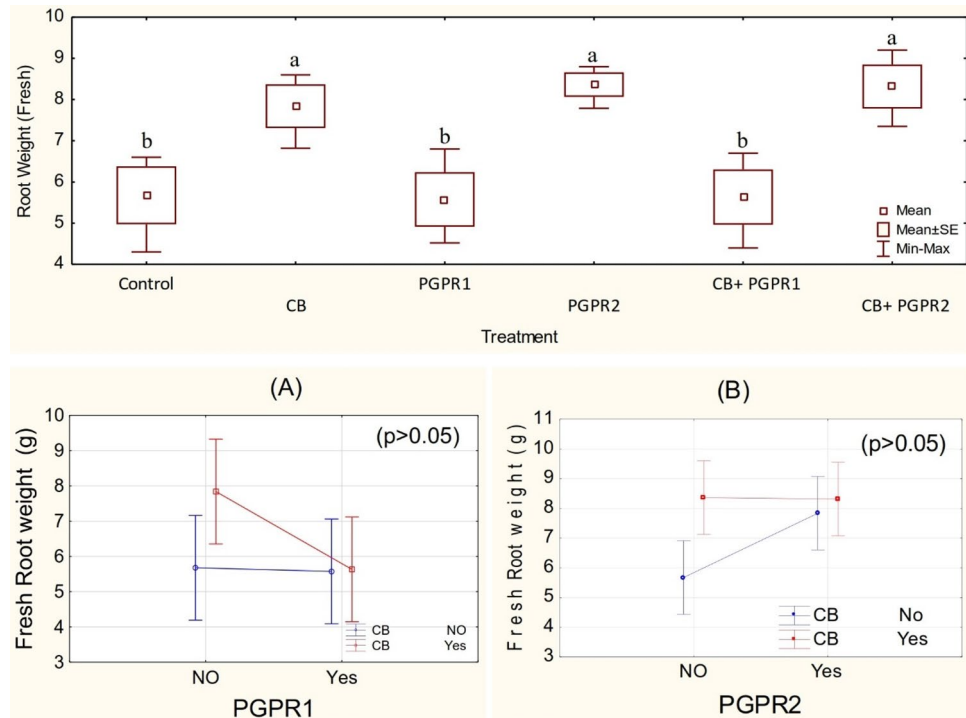 10
9
8
7
6
5
4
Root Weight (Fresh)
b
a
b
a
b
a
Mean
Mean±SE
Min-Max
Control
CB
PGPR1
PGPR2
CB+ PGPR1
CB+ PGPR2
Treatment
(A)
10
9
8
7
6
5
4
3
Fresh Root weight (g)
(p>0.05)
CB NO
CB Yes
NO Yes
PGPR1
(B)
11
10
9
8
7
6
5
4
3
Fresh Root weight (g)
(p>0.05)
CB No
CB Yes
NO Yes
PGPR2